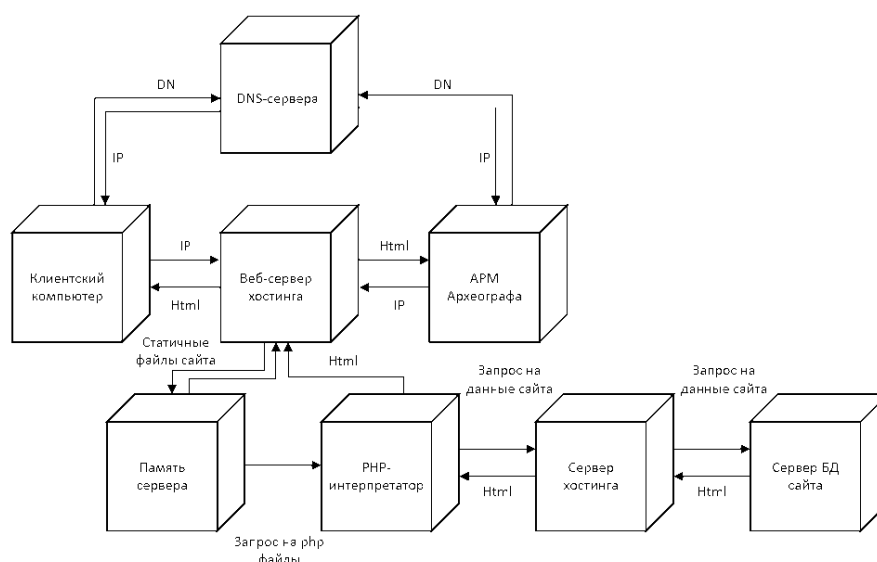 DN
DNS-сервера
DN
IP
IP
Клиентский
компьютер
IP
Html
Веб-сервер
хостинга
Html
IP
АРМ
Археографа
Статичные
файлы сайта
Html
Запрос на
данные сайта
Запрос на
данные сайта
Память
сервера
PHP-
интерпретатор
Html
Сервер
хостинга
Html
Сервер БД
сайта
Запрос на php
файлы